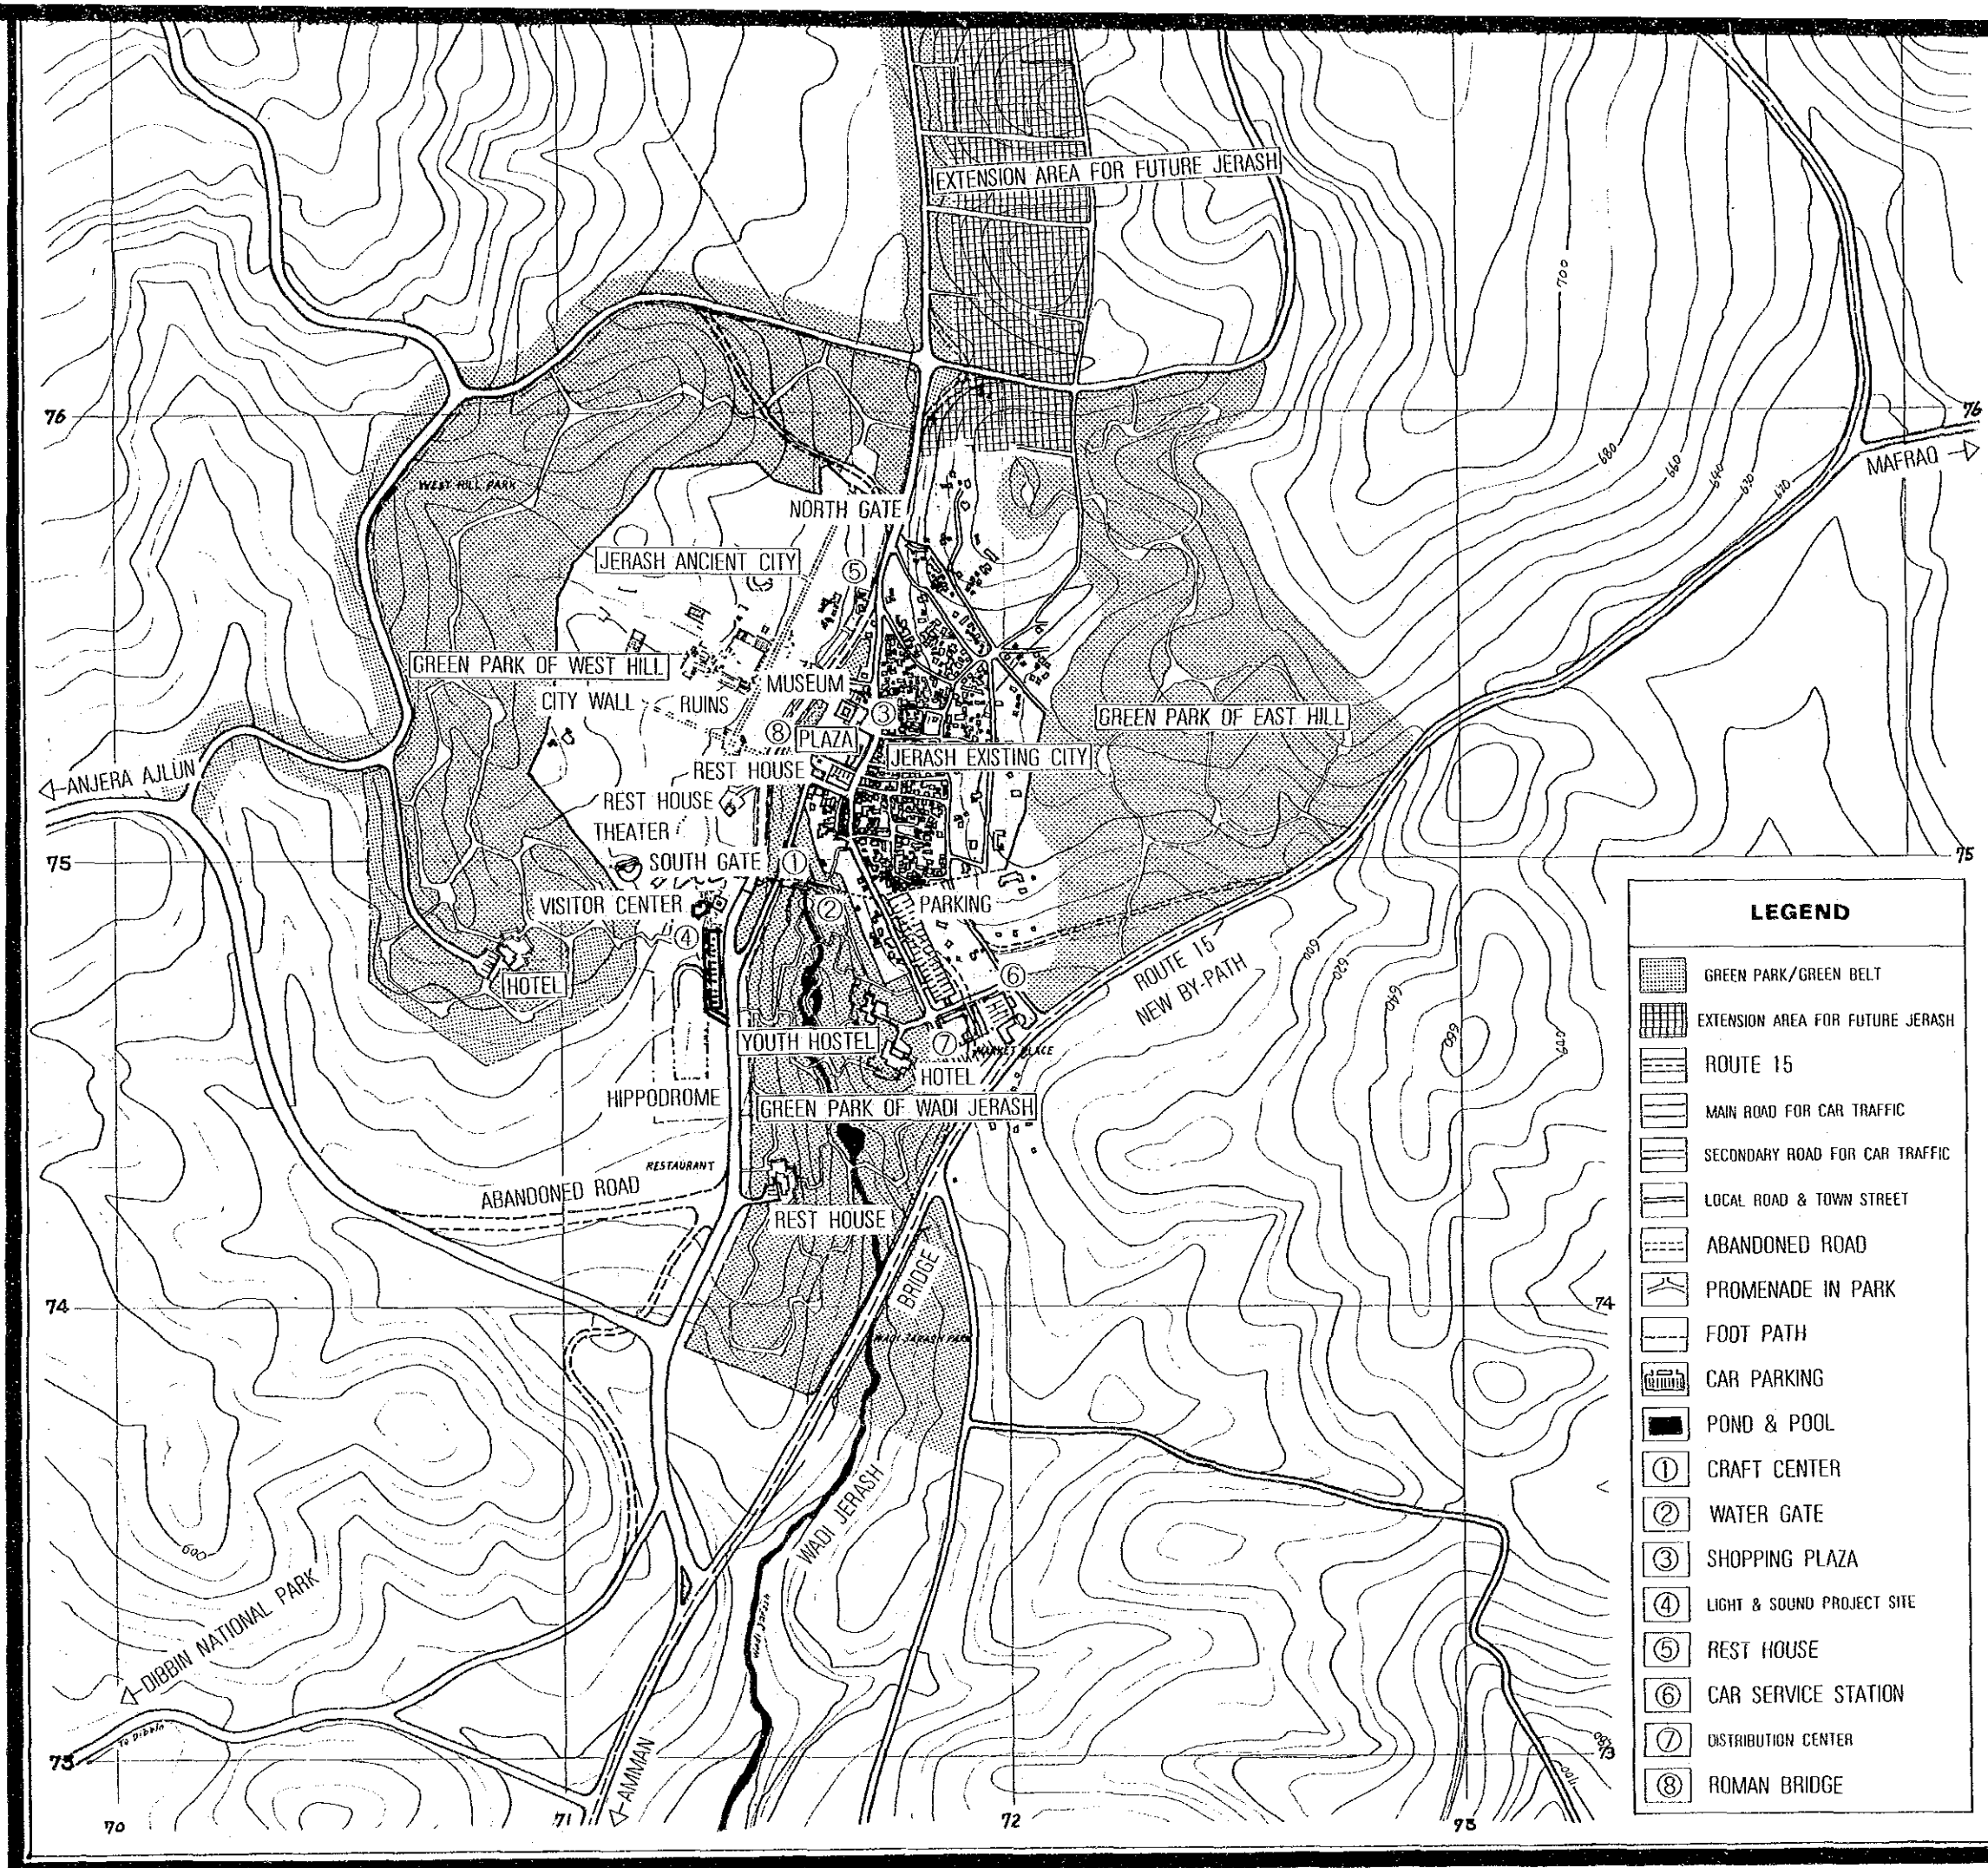 EXTENSION AREA FOR FUTURE JERASH
700
76
76
680
660
640
630
620
MAFRAQ
WEST HILL PARK
NORTH GATE
JERASH ANCIENT CITY
⑤
GREEN PARK OF WEST HILL
MUSEUM
CITY WALL
RUINS
③
GREEN PARK OF EAST HILL
⑧
PLAZA
JERASH EXISTING CITY
ANJERA AJLUN
REST HOUSE
REST HOUSE
THEATER
75
SOUTH GATE
①
75
VISITOR CENTER
②
PARKING
④
⑥
ROUTE 15
NEW BY-PATH
600
620
640
660
HOTEL
YOUTH HOSTEL
⑦
MARKET PLACE
HOTEL
HIPPODROME
GREEN PARK OF WADI JERASH
RESTAURANT
ABANDONED ROAD
REST HOUSE
BRIDGE
74
74
WADI JARASH PARK
WADI JERASH
600
DIBBIN NATIONAL PARK
To Dibbin
73
73
AMMAN
70
71
72
73
LEGEND
GREEN PARK/GREEN BELT
EXTENSION AREA FOR FUTURE JERASH
ROUTE 15
MAIN ROAD FOR CAR TRAFFIC
SECONDARY ROAD FOR CAR TRAFFIC
LOCAL ROAD & TOWN STREET
ABANDONED ROAD
PROMENADE IN PARK
FOOT PATH
CAR PARKING
POND & POOL
① CRAFT CENTER
② WATER GATE
③ SHOPPING PLAZA
④ LIGHT & SOUND PROJECT SITE
⑤ REST HOUSE
⑥ CAR SERVICE STATION
⑦ DISTRIBUTION CENTER
⑧ ROMAN BRIDGE